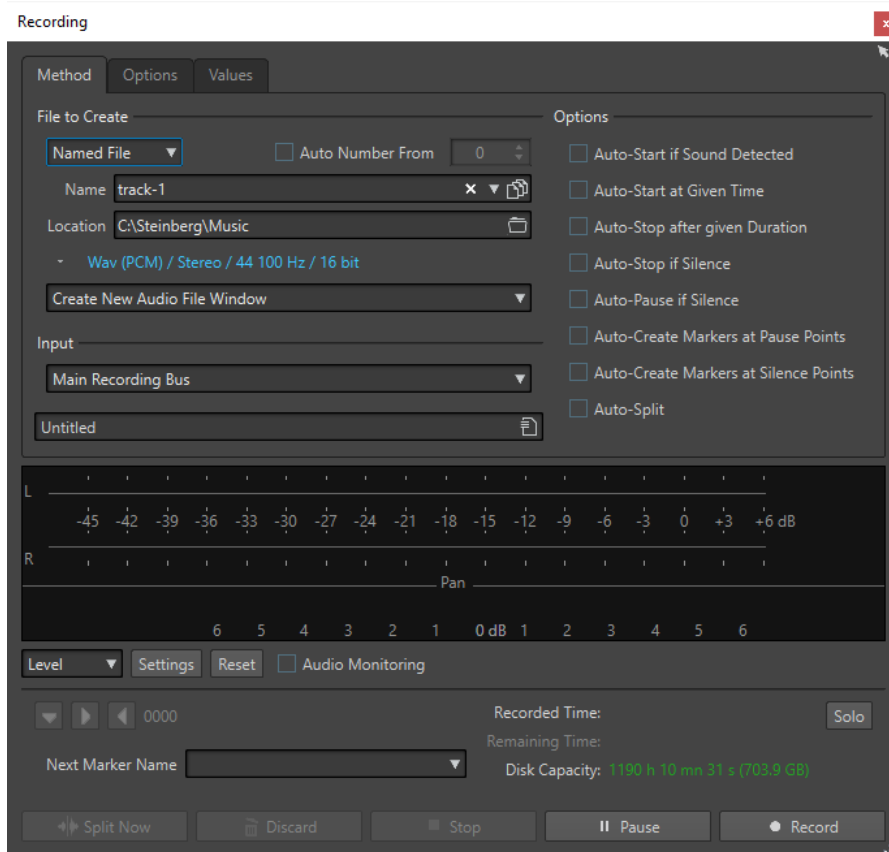 Recording
x
Method Options Values
File to Create
Named File Auto Number From 0
Name track-1
Location C:\Steinberg\Music
Wav (PCM) / Stereo / 44 100 Hz / 16 bit
Create New Audio File Window
Input
Main Recording Bus
Untitled
Options
Auto-Start if Sound Detected
Auto-Start at Given Time
Auto-Stop after given Duration
Auto-Stop if Silence
Auto-Pause if Silence
Auto-Create Markers at Pause Points
Auto-Create Markers at Silence Points
Auto-Split
L
-45 -42 -39 -36 -33 -30 -27 -24 -21 -18 -15 -12 -9 -6 -3 0 +3 +6 dB
R
Pan
6 5 4 3 2 1 0 dB 1 2 3 4 5 6
Level Settings Reset Audio Monitoring
0000
Recorded Time: Solo
Remaining Time:
Next Marker Name
Disk Capacity: 1190 h 10 mn 31 s (703.9 GB)
Split Now Discard Stop Pause Record